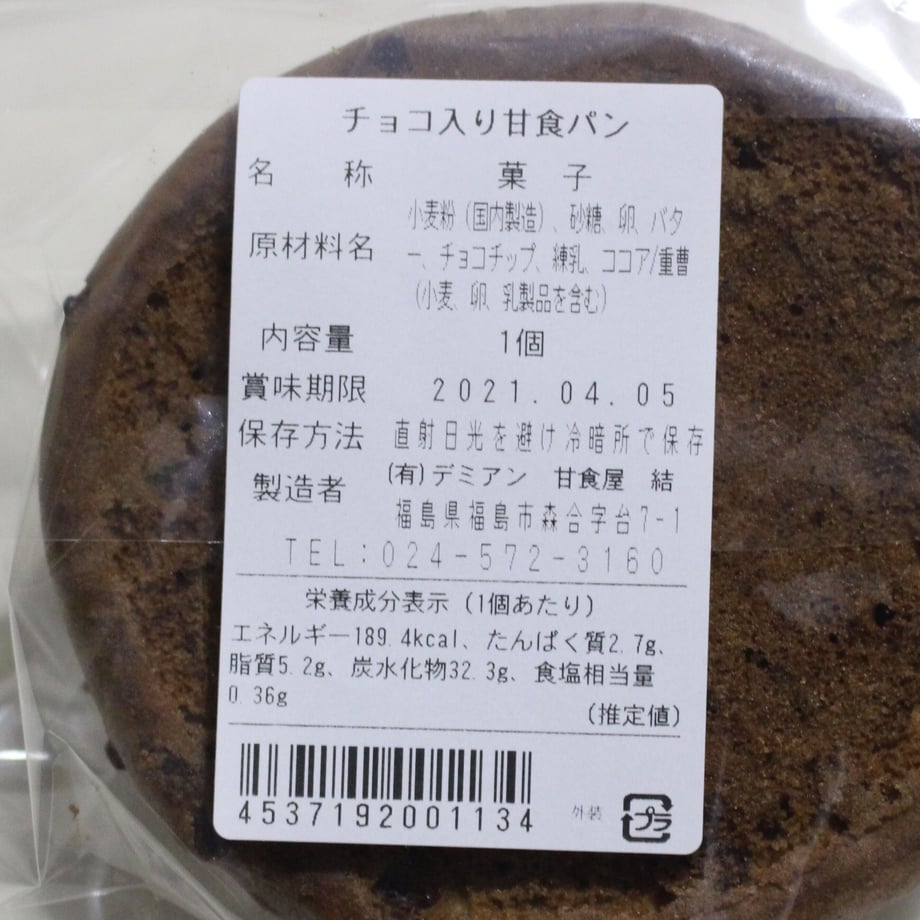 チョコ入り甘食パン
名称 菓子
原材料名 小麦粉（国内製造）、砂糖、卵、バタ
ー、チョコチップ、練乳、ココア/重曹
（小麦、卵、乳製品を含む）
内容量 1個
賞味期限 2021.04.05
保存方法 直射日光を避け冷暗所で保存
製造者 (有)デミアン 甘食屋 結
福島県福島市森合字台7-1
TEL:024-572-3160
栄養成分表示（1個あたり）
エネルギー189.4kcal、たんぱく質2.7g、
脂質5.2g、炭水化物32.3g、食塩相当量
0.36g
（推定値）
4537192001134
外装 プラ